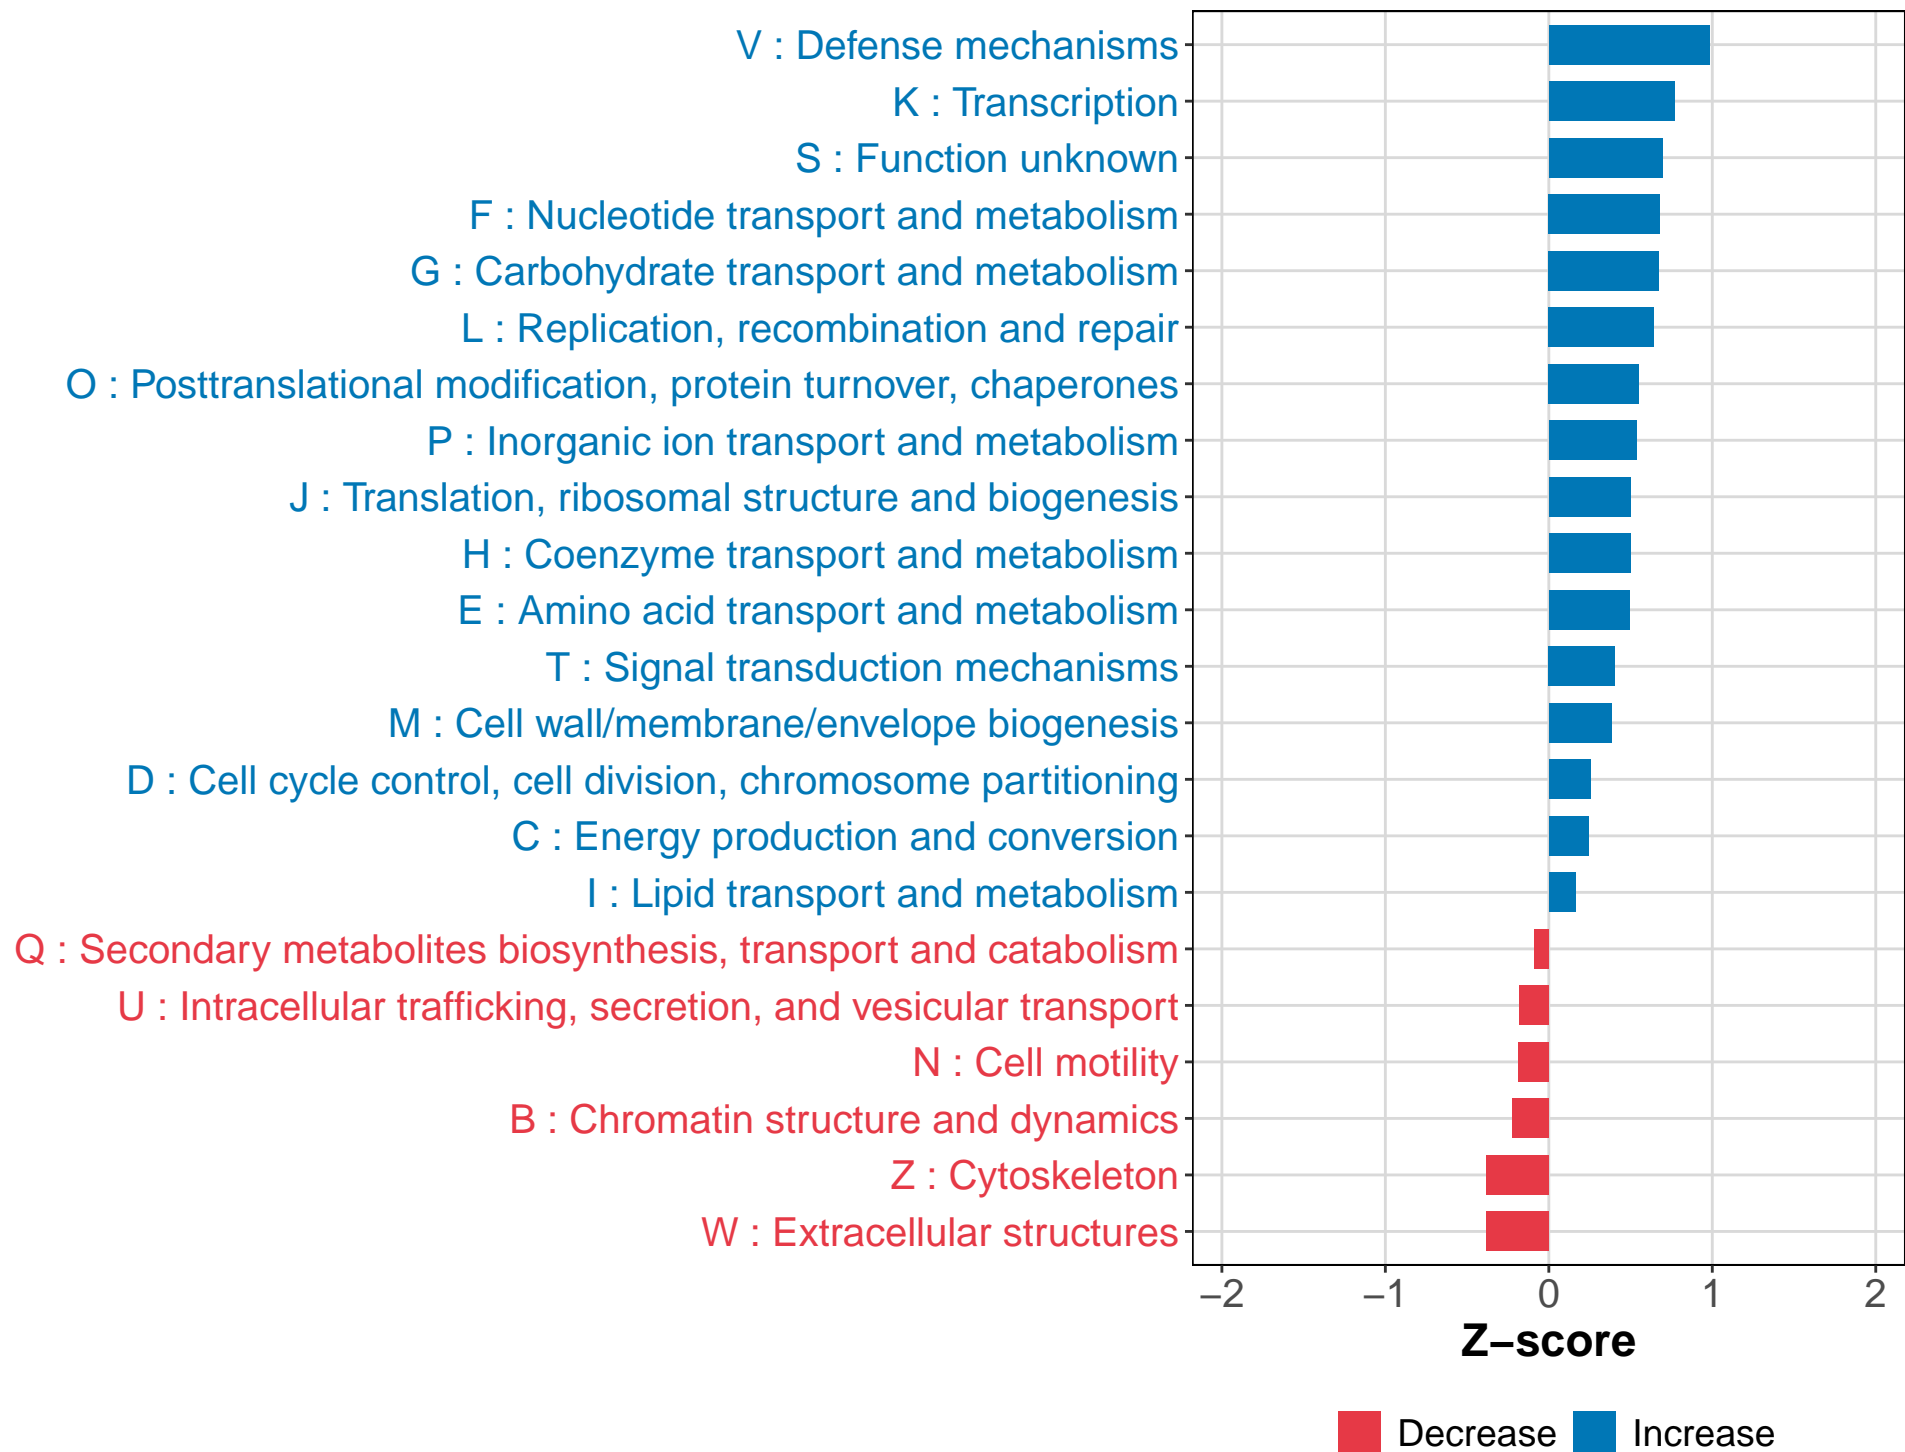 V : Defense mechanisms
K : Transcription
S : Function unknown
F : Nucleotide transport and metabolism
G : Carbohydrate transport and metabolism
L : Replication, recombination and repair
O : Posttranslational modification, protein turnover, chaperones
P : Inorganic ion transport and metabolism
J : Translation, ribosomal structure and biogenesis
H : Coenzyme transport and metabolism
E : Amino acid transport and metabolism
T : Signal transduction mechanisms
M : Cell wall/membrane/envelope biogenesis
D : Cell cycle control, cell division, chromosome partitioning
C : Energy production and conversion
I : Lipid transport and metabolism
Q : Secondary metabolites biosynthesis, transport and catabolism
U : Intracellular trafficking, secretion, and vesicular transport
N : Cell motility
B : Chromatin structure and dynamics
Z : Cytoskeleton
W : Extracellular structures
−2 −1 0 1 2
Z−score
Decrease Increase